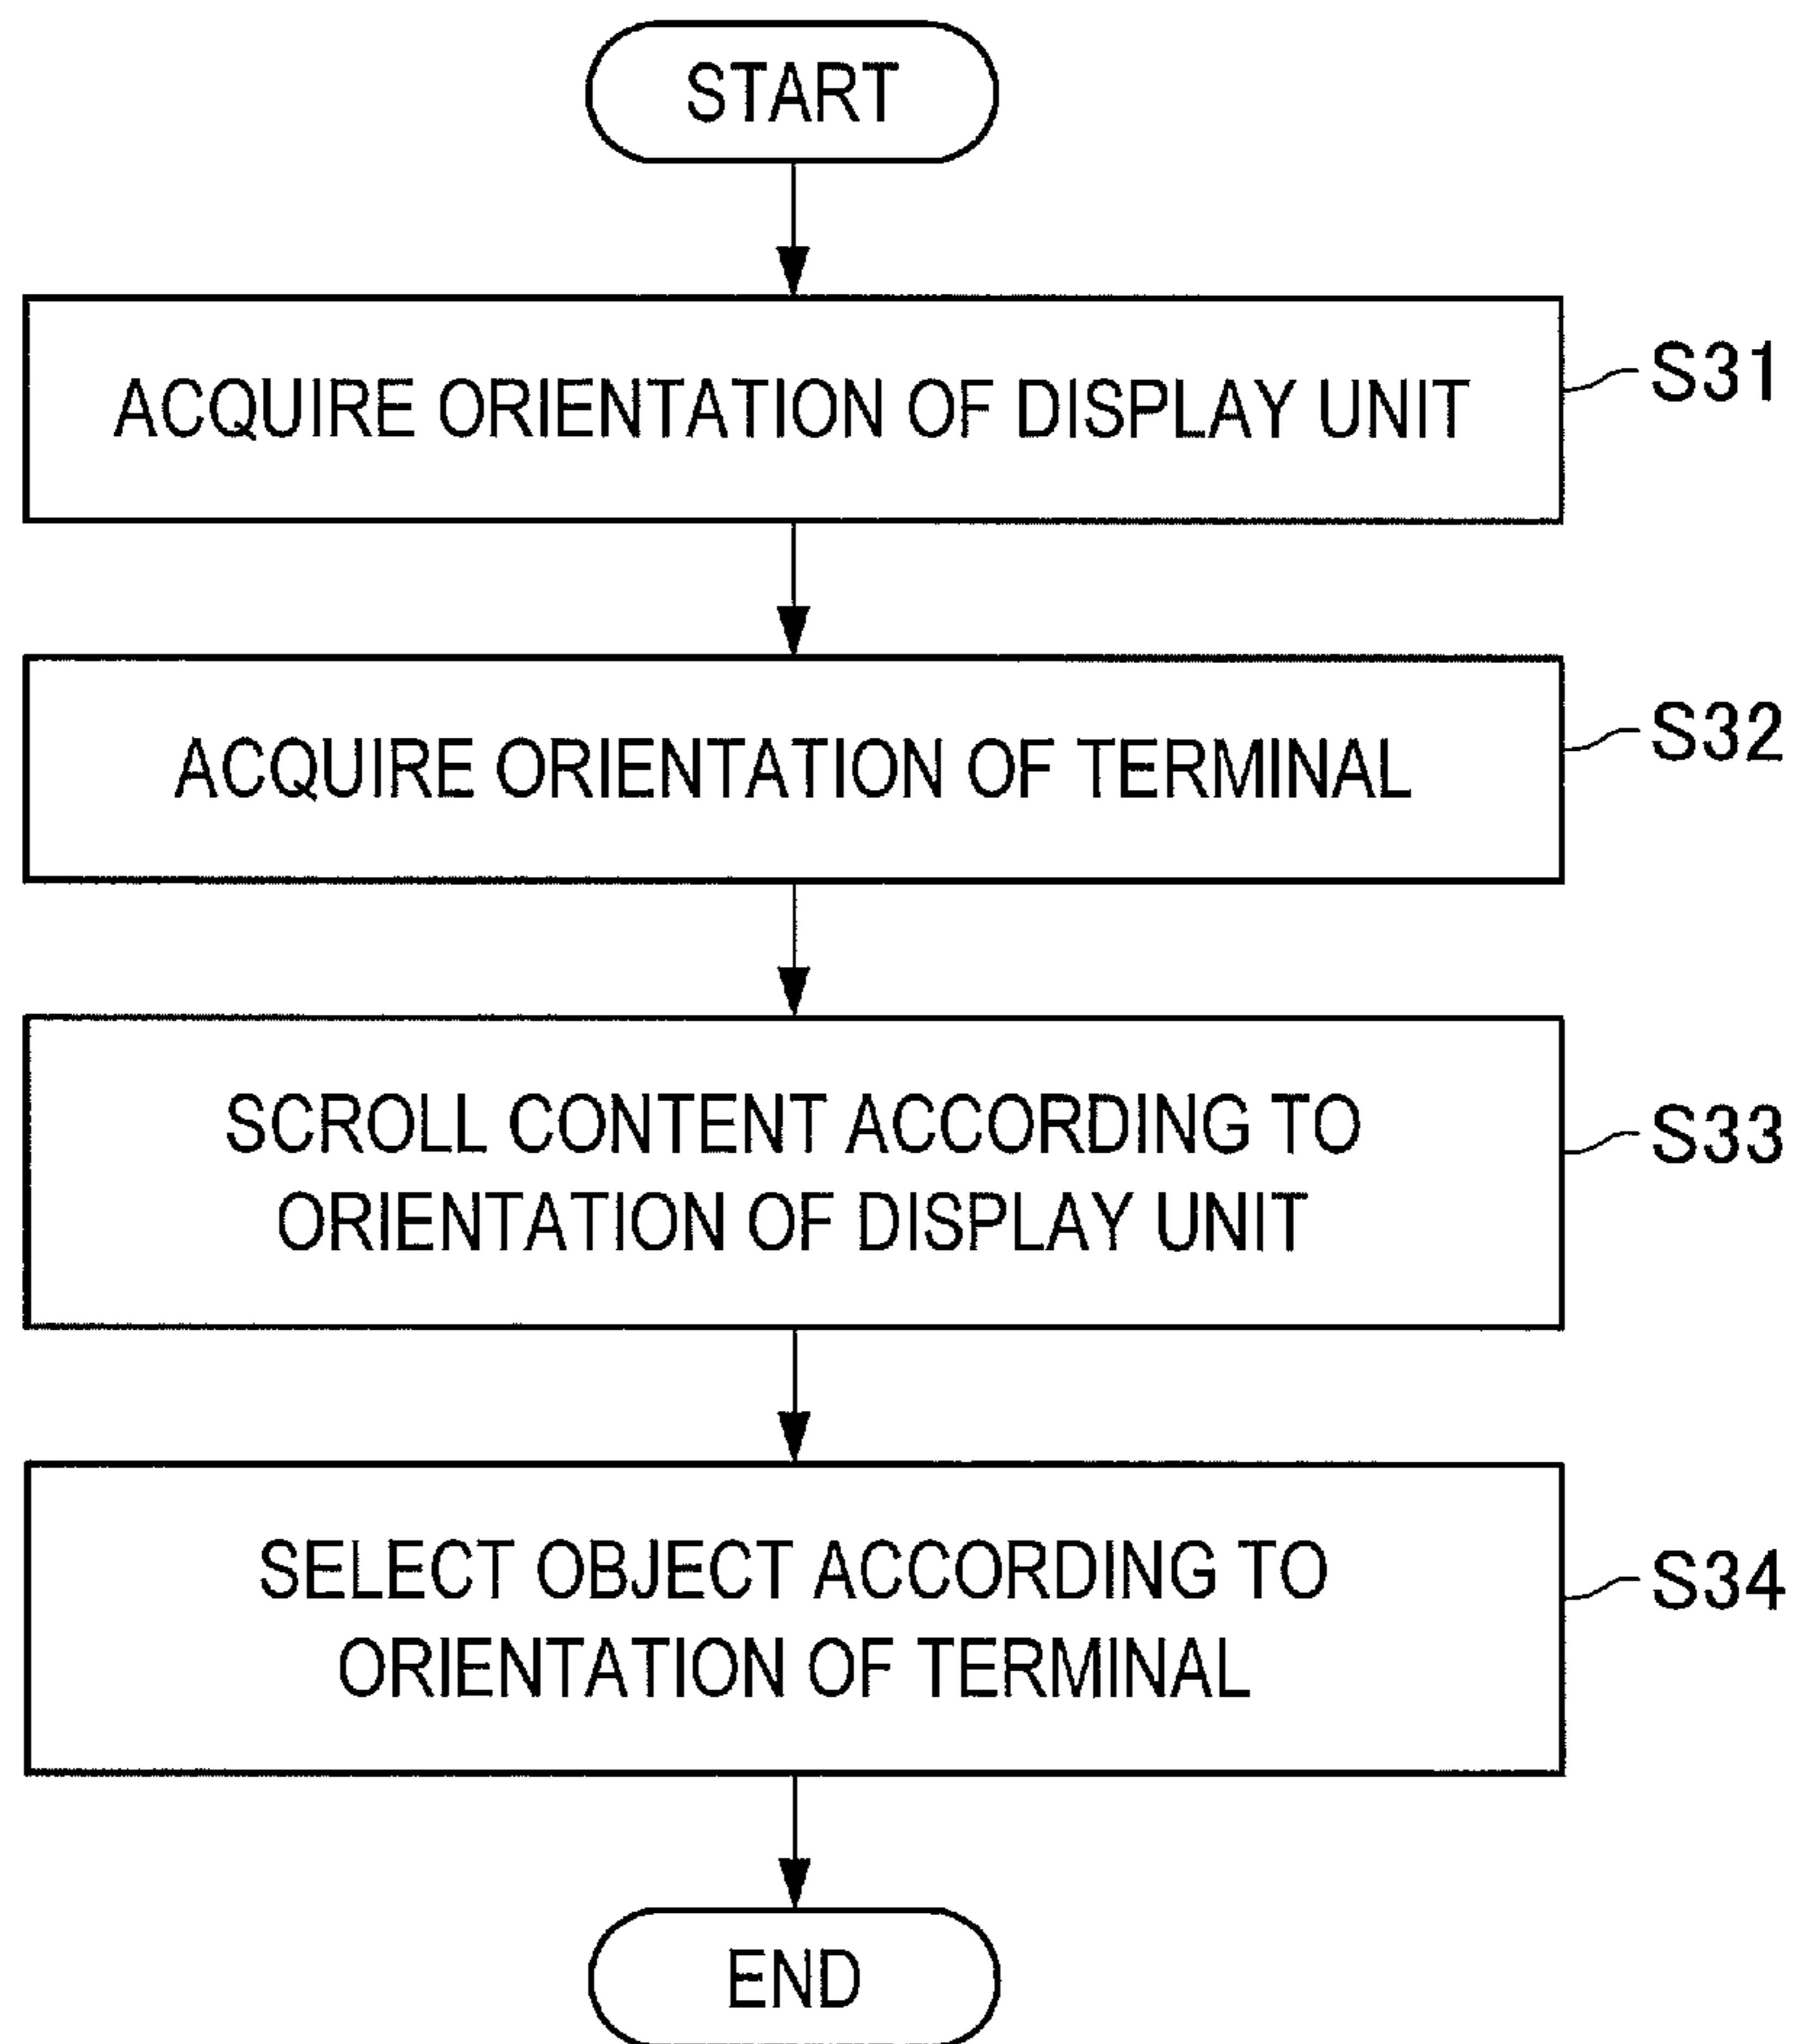 START
ACQUIRE ORIENTATION OF DISPLAY UNIT
S31
ACQUIRE ORIENTATION OF TERMINAL
S32
SCROLL CONTENT ACCORDING TO
ORIENTATION OF DISPLAY UNIT
S33
SELECT OBJECT ACCORDING TO
ORIENTATION OF TERMINAL
S34
END